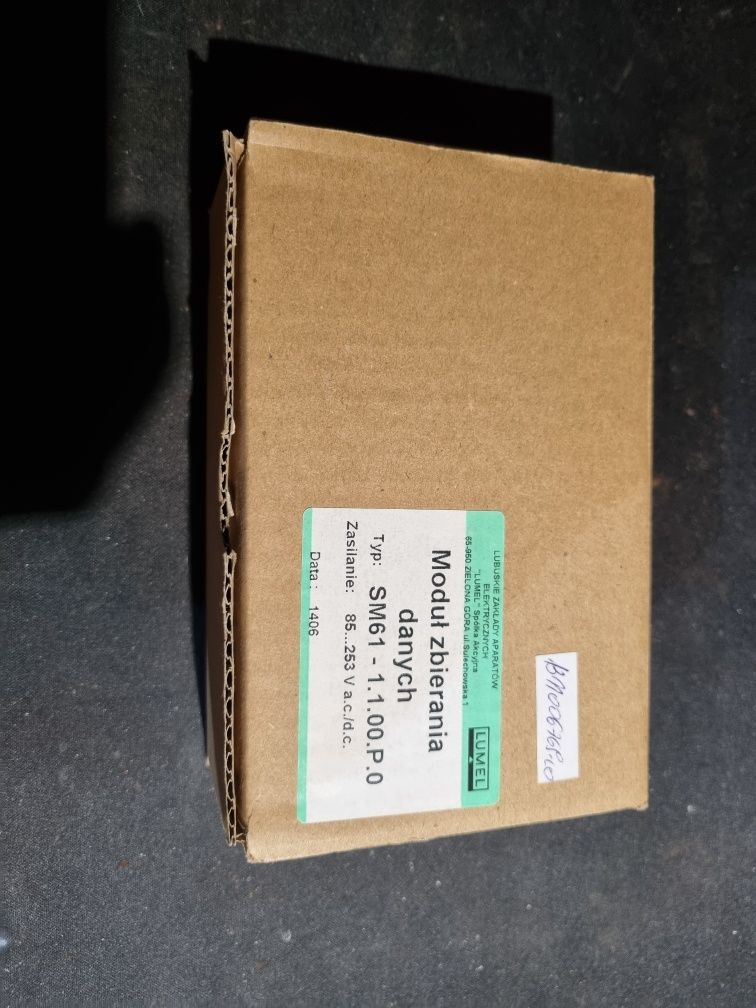 LUBUSKIE ZAKŁADY APARATÓW
ELEKTRYCZNYCH
"LUMEL" Spółka Akcyjna
65-950 ZIELONA GÓRA ul.Sulechowska 1
LUMEL
Moduł zbierania
danych
Typ: SM61 - 1.1.00.P.0
Zasilanie: 85...253 V a.c./d.c.
Data : 1406